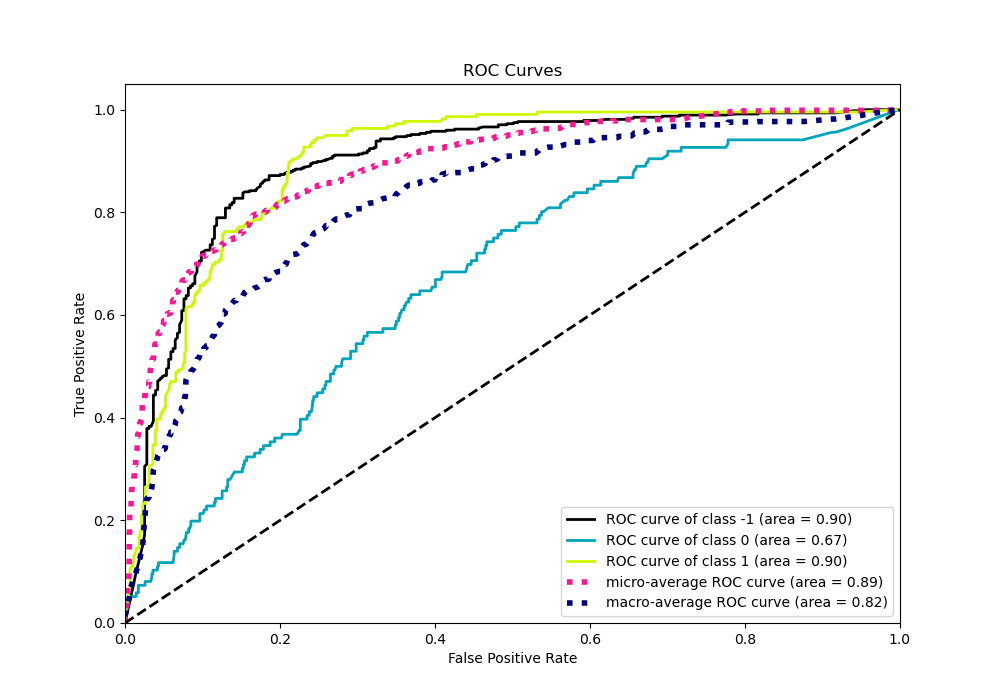 ROC Curves
True Positive Rate
1.0
0.8
0.6
0.4
0.2
0.0
0.0 0.2 0.4 0.6 0.8 1.0
False Positive Rate
ROC curve of class -1 (area = 0.90)
ROC curve of class 0 (area = 0.67)
ROC curve of class 1 (area = 0.90)
micro-average ROC curve (area = 0.89)
macro-average ROC curve (area = 0.82)